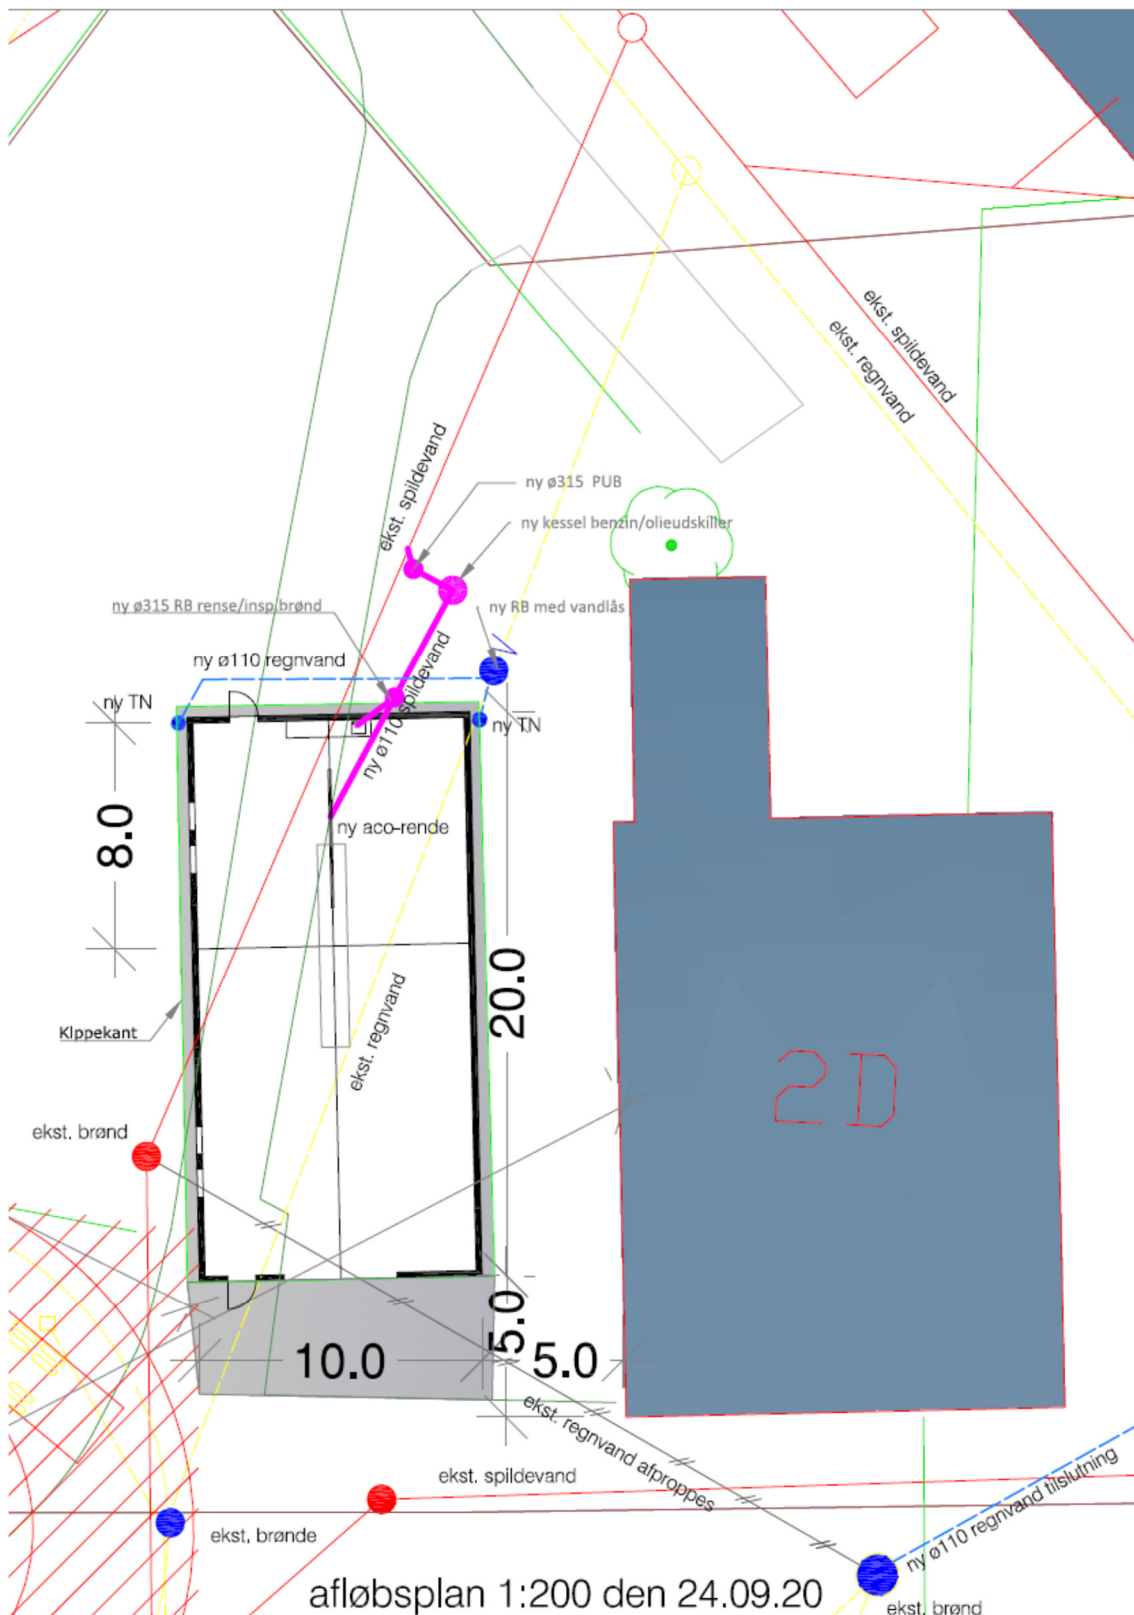 ekst. spildevand
ekst. regnvand
ekst. spildevand
ny ø315 PUB
ny kessel benzin/olieudskiller
ny ø315 RB rense/insp.brønd
ny RB med vandlås
ny ø110 regnvand
ny ø110 spildevand
ny TN
ny TN
8.0
ny aco-rende
20.0
ekst. regnvand
Klppekant
2D
ekst. brønd
5.0
10.0
5.0
ekst. regnvand afproppes
ekst. spildevand
ny ø110 regnvand tilslutning
ekst. brønde
afløbsplan 1:200 den 24.09.20
ekst. brønd